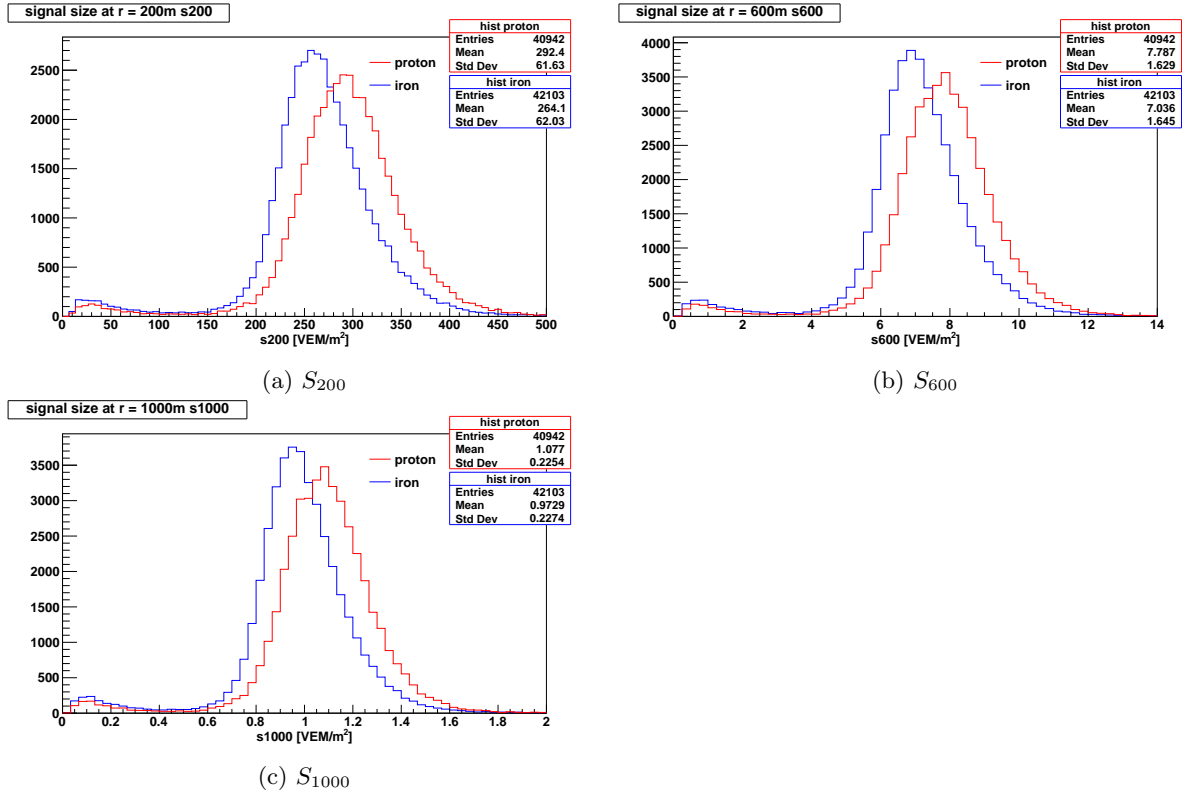 signal size at r = 200m s200
hist proton
Entries 40942
Mean 292.4
Std Dev 61.63
hist iron
Entries 42103
Mean 264.1
Std Dev 62.03
proton
iron
2500
2000
1500
1000
500
0
0 50 100 150 200 250 300 350 400 450 500
s200 [VEM/m²]
(a) S₂₀₀
signal size at r = 600m s600
hist proton
Entries 40942
Mean 7.787
Std Dev 1.629
hist iron
Entries 42103
Mean 7.036
Std Dev 1.645
proton
iron
4000
3500
3000
2500
2000
1500
1000
500
0
0 2 4 6 8 10 12 14
s600 [VEM/m²]
(b) S₆₀₀
signal size at r = 1000m s1000
hist proton
Entries 40942
Mean 1.077
Std Dev 0.2254
hist iron
Entries 42103
Mean 0.9729
Std Dev 0.2274
proton
iron
3500
3000
2500
2000
1500
1000
500
0
0 0.2 0.4 0.6 0.8 1 1.2 1.4 1.6 1.8 2
s1000 [VEM/m²]
(c) S₁₀₀₀